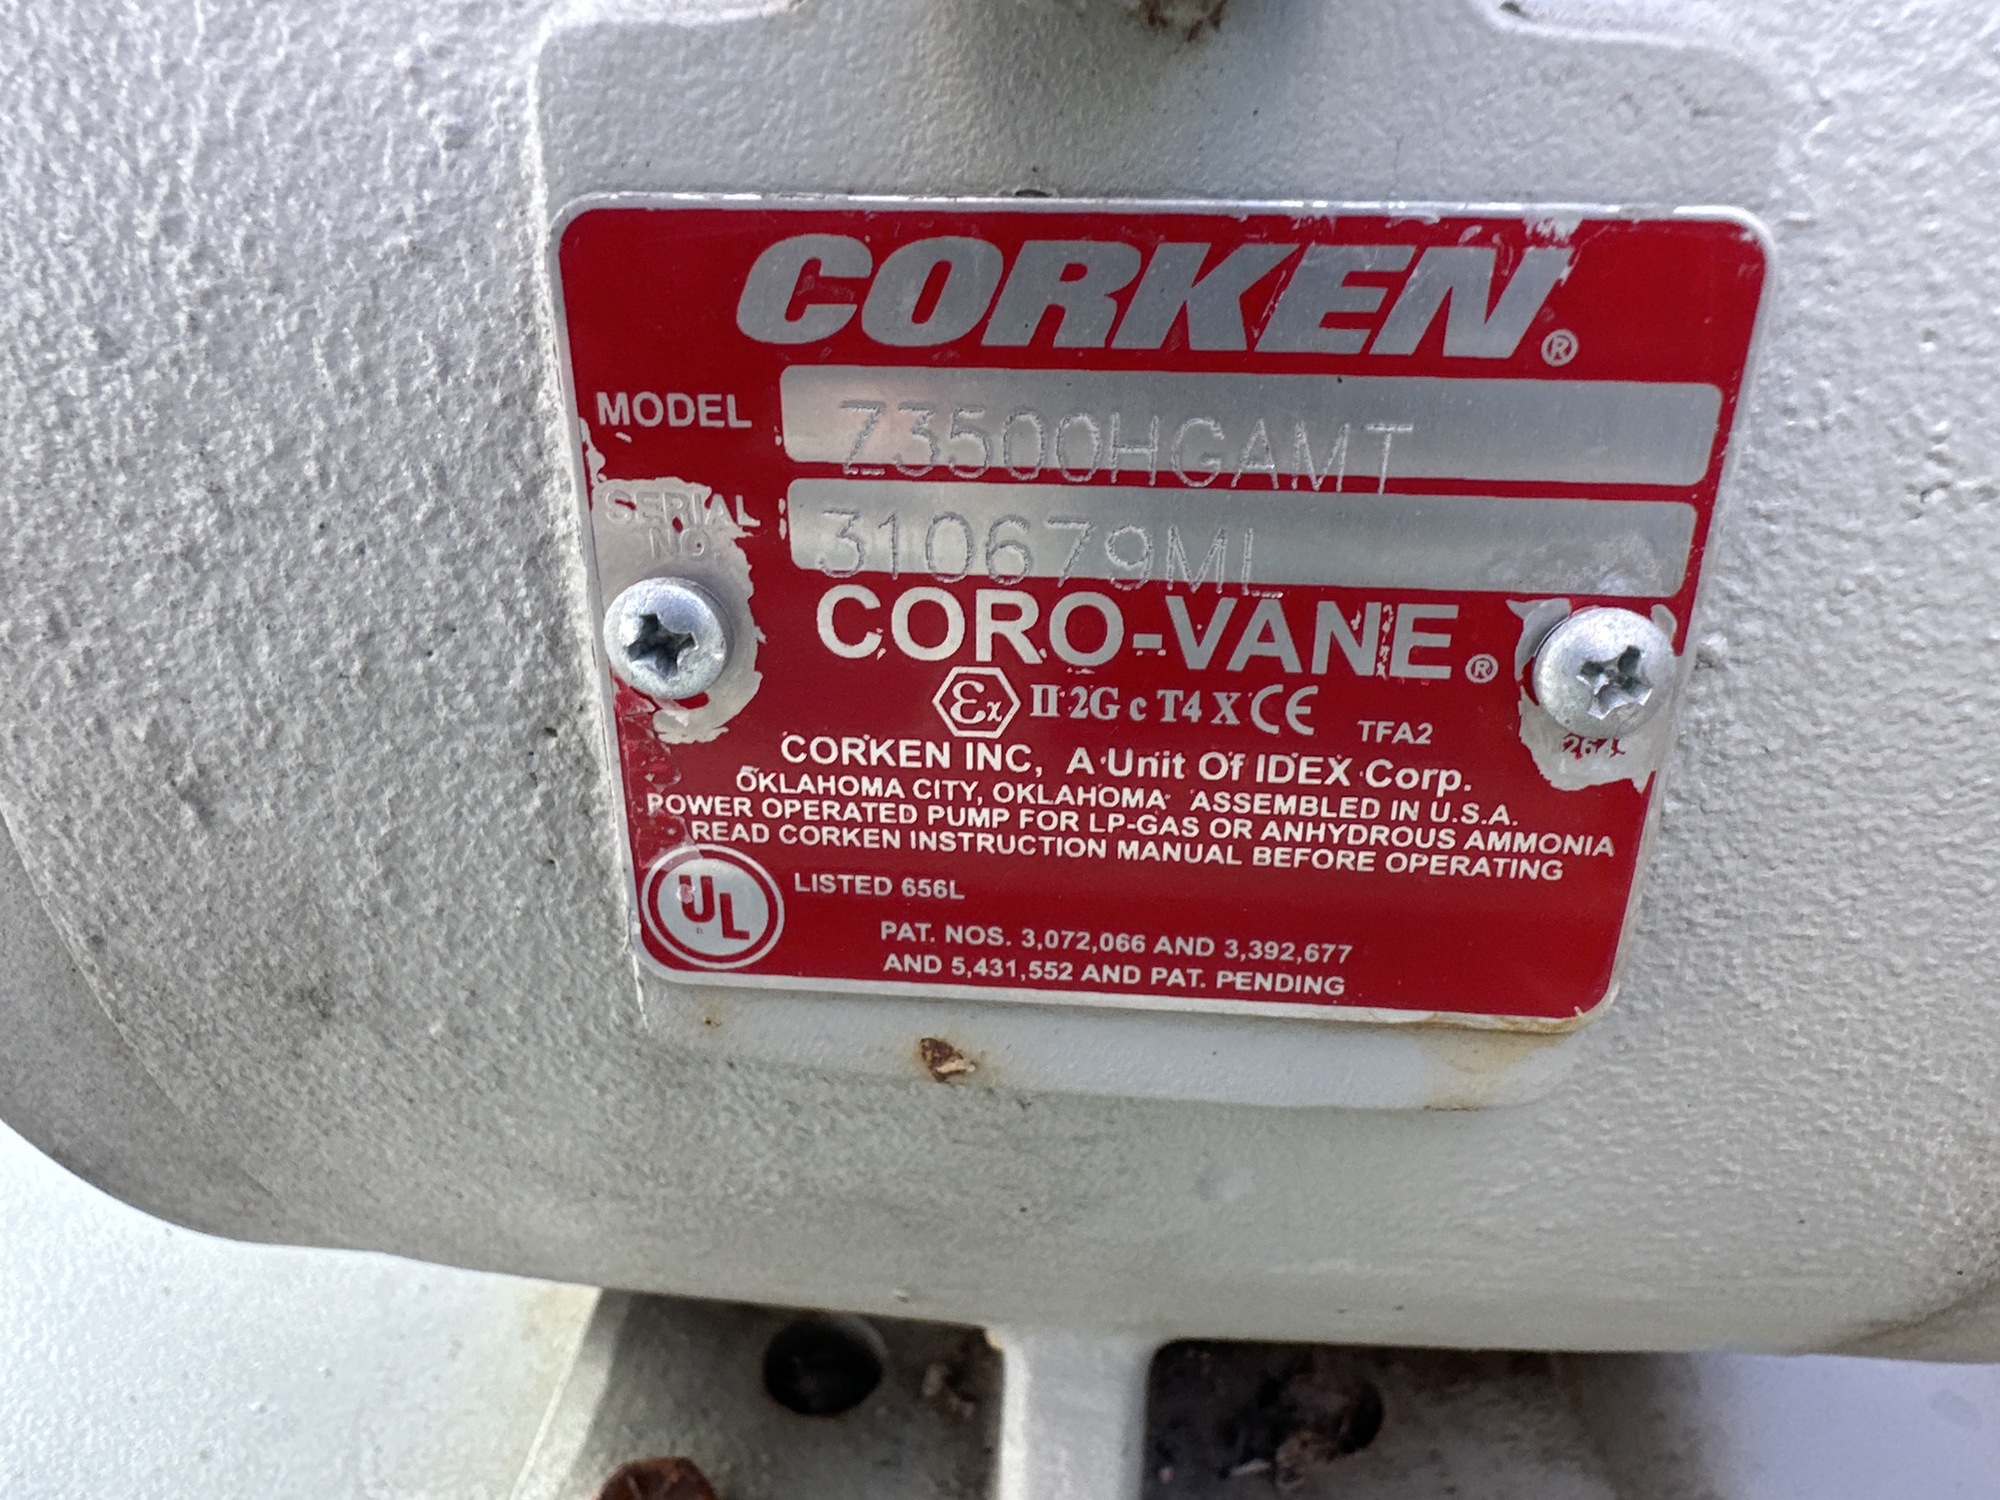 CORKEN®
MODEL Z3500HGAMT
SERIAL NO. 310679ML
CORO-VANE®
Ex II 2G c T4 X CE TFA2
CORKEN INC, A Unit Of IDEX Corp.
OKLAHOMA CITY, OKLAHOMA ASSEMBLED IN U.S.A.
POWER OPERATED PUMP FOR LP-GAS OR ANHYDROUS AMMONIA
READ CORKEN INSTRUCTION MANUAL BEFORE OPERATING
UL LISTED 656L
PAT. NOS. 3,072,066 AND 3,392,677
AND 5,431,552 AND PAT. PENDING